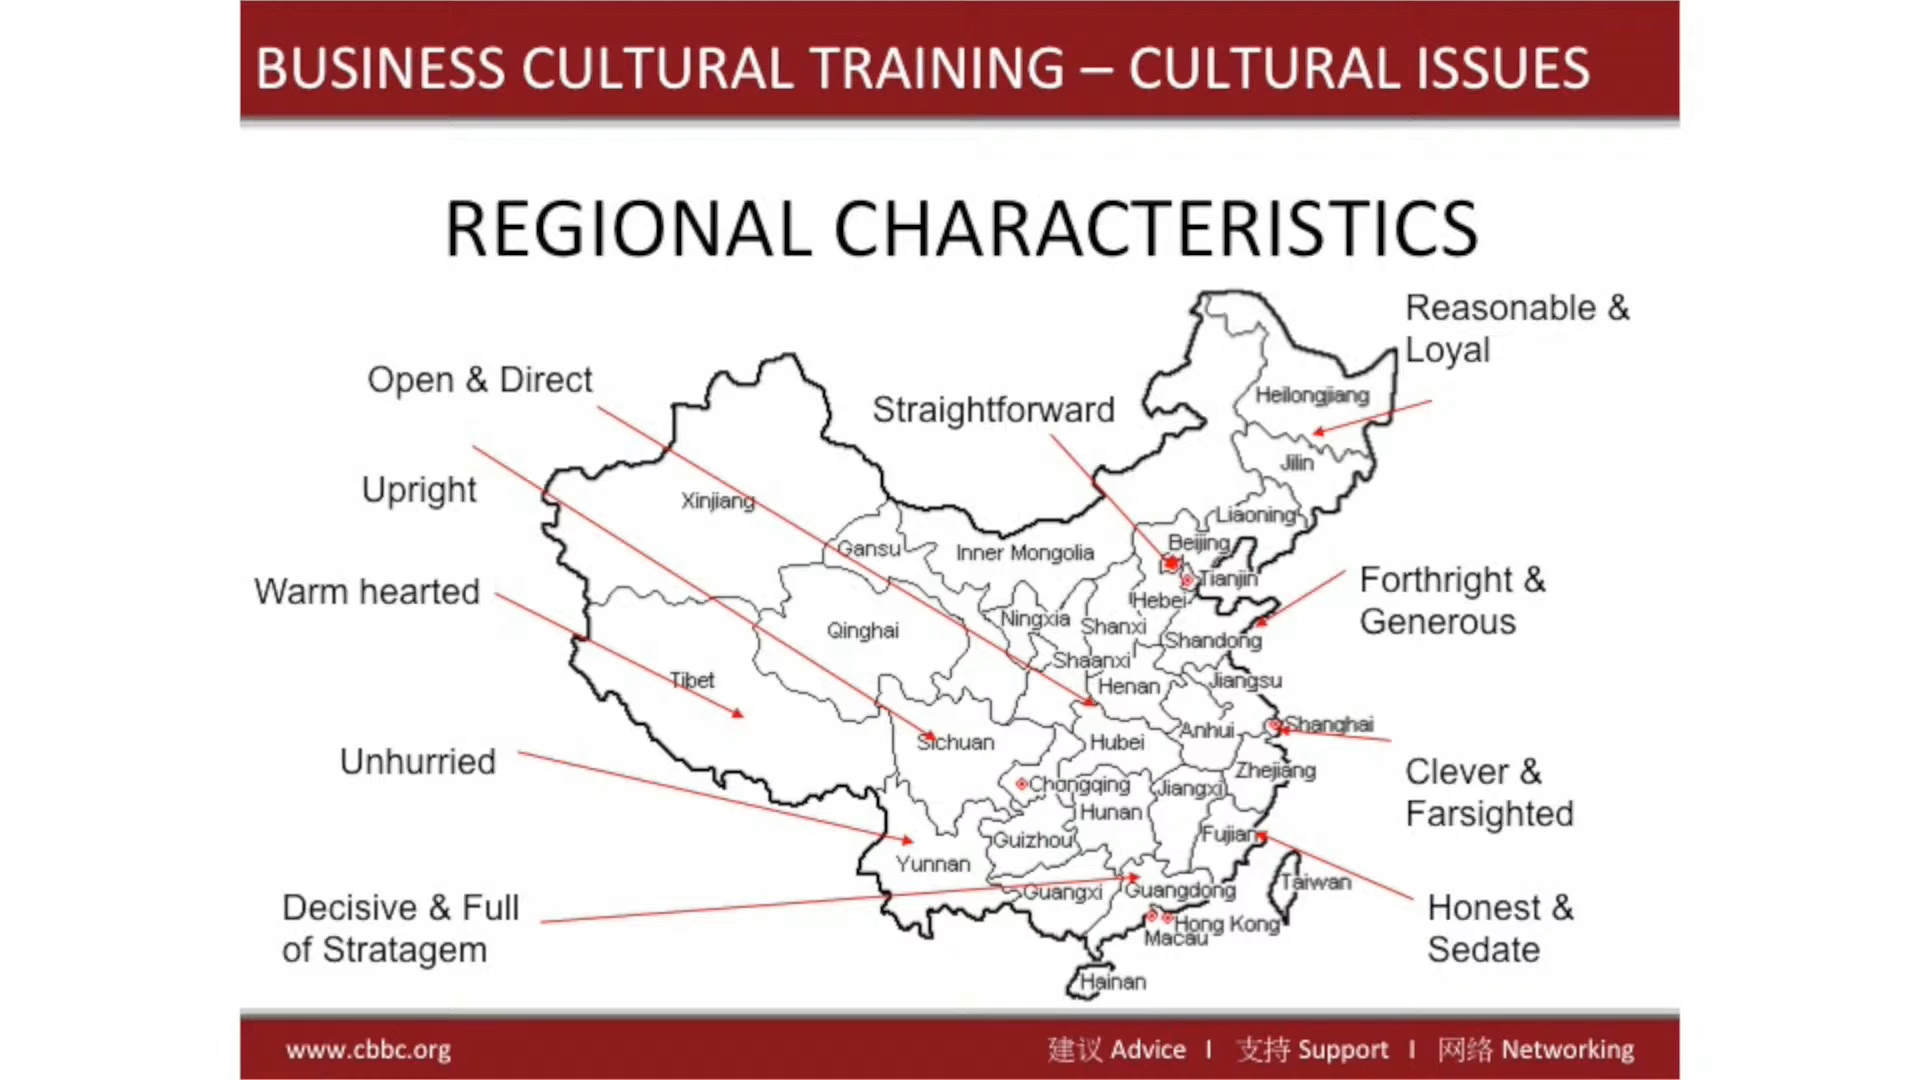 BUSINESS CULTURAL TRAINING – CULTURAL ISSUES
REGIONAL CHARACTERISTICS
Reasonable &
Loyal
Open & Direct
Straightforward
Upright
Warm hearted
Forthright &
Generous
Unhurried
Clever &
Farsighted
Decisive & Full
of Stratagem
Honest &
Sedate
Heilongjiang
Jilin
Liaoning
Xinjiang
Gansu
Inner Mongolia
Beijing
Tianjin
Hebei
Qinghai
Ningxia
Shanxi
Shandong
Tibet
Shaanxi
Henan
Jiangsu
Sichuan
Hubei
Anhui
Shanghai
Chongqing
Jiangxi
Zhejiang
Hunan
Yunnan
Guizhou
Fujian
Guangxi
Guangdong
Taiwan
Hong Kong
Macau
Hainan
www.cbbc.org
建议 Advice I 支持 Support I 网络 Networking